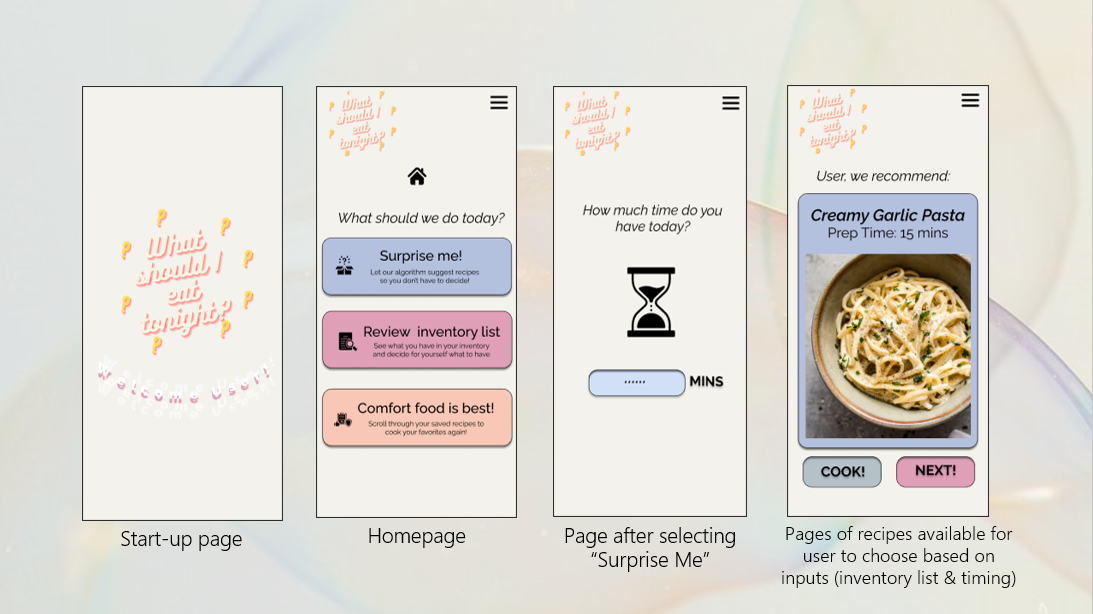 What
should I
eat
tonight?
Welcome User!
Start-up page
What
should I
eat
tonight?
What should we do today?
Surprise me!
Let our algorithm suggest recipes
so you don't have to decide!
Review inventory list
See what you have in your inventory
and decide for yourself what to have
Comfort food is best!
Scroll through your saved recipes to
cook your favorites again!
Homepage
What
should I
eat
tonight?
How much time do you
have today?
......
MINS
Page after selecting
“Surprise Me”
What
should I
eat
tonight?
User, we recommend:
Creamy Garlic Pasta
Prep Time: 15 mins
COOK!
NEXT!
Pages of recipes available for
user to choose based on
inputs (inventory list & timing)